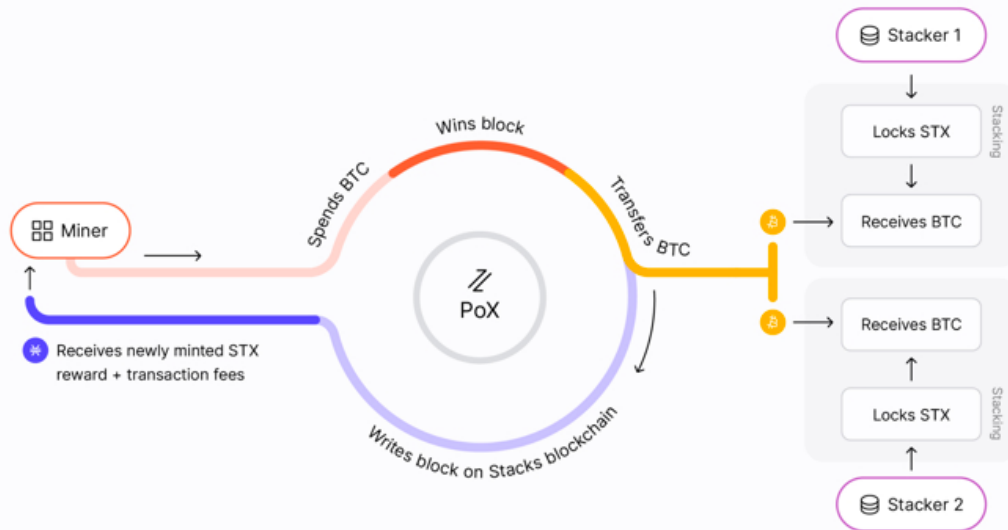 Stacker 1
Locks STX
Stacking
Receives BTC
Wins block
Spends BTC
Transfers BTC
Miner
PoX
Receives newly minted STX
reward + transaction fees
Writes block on Stacks blockchain
Receives BTC
Locks STX
Stacking
Stacker 2